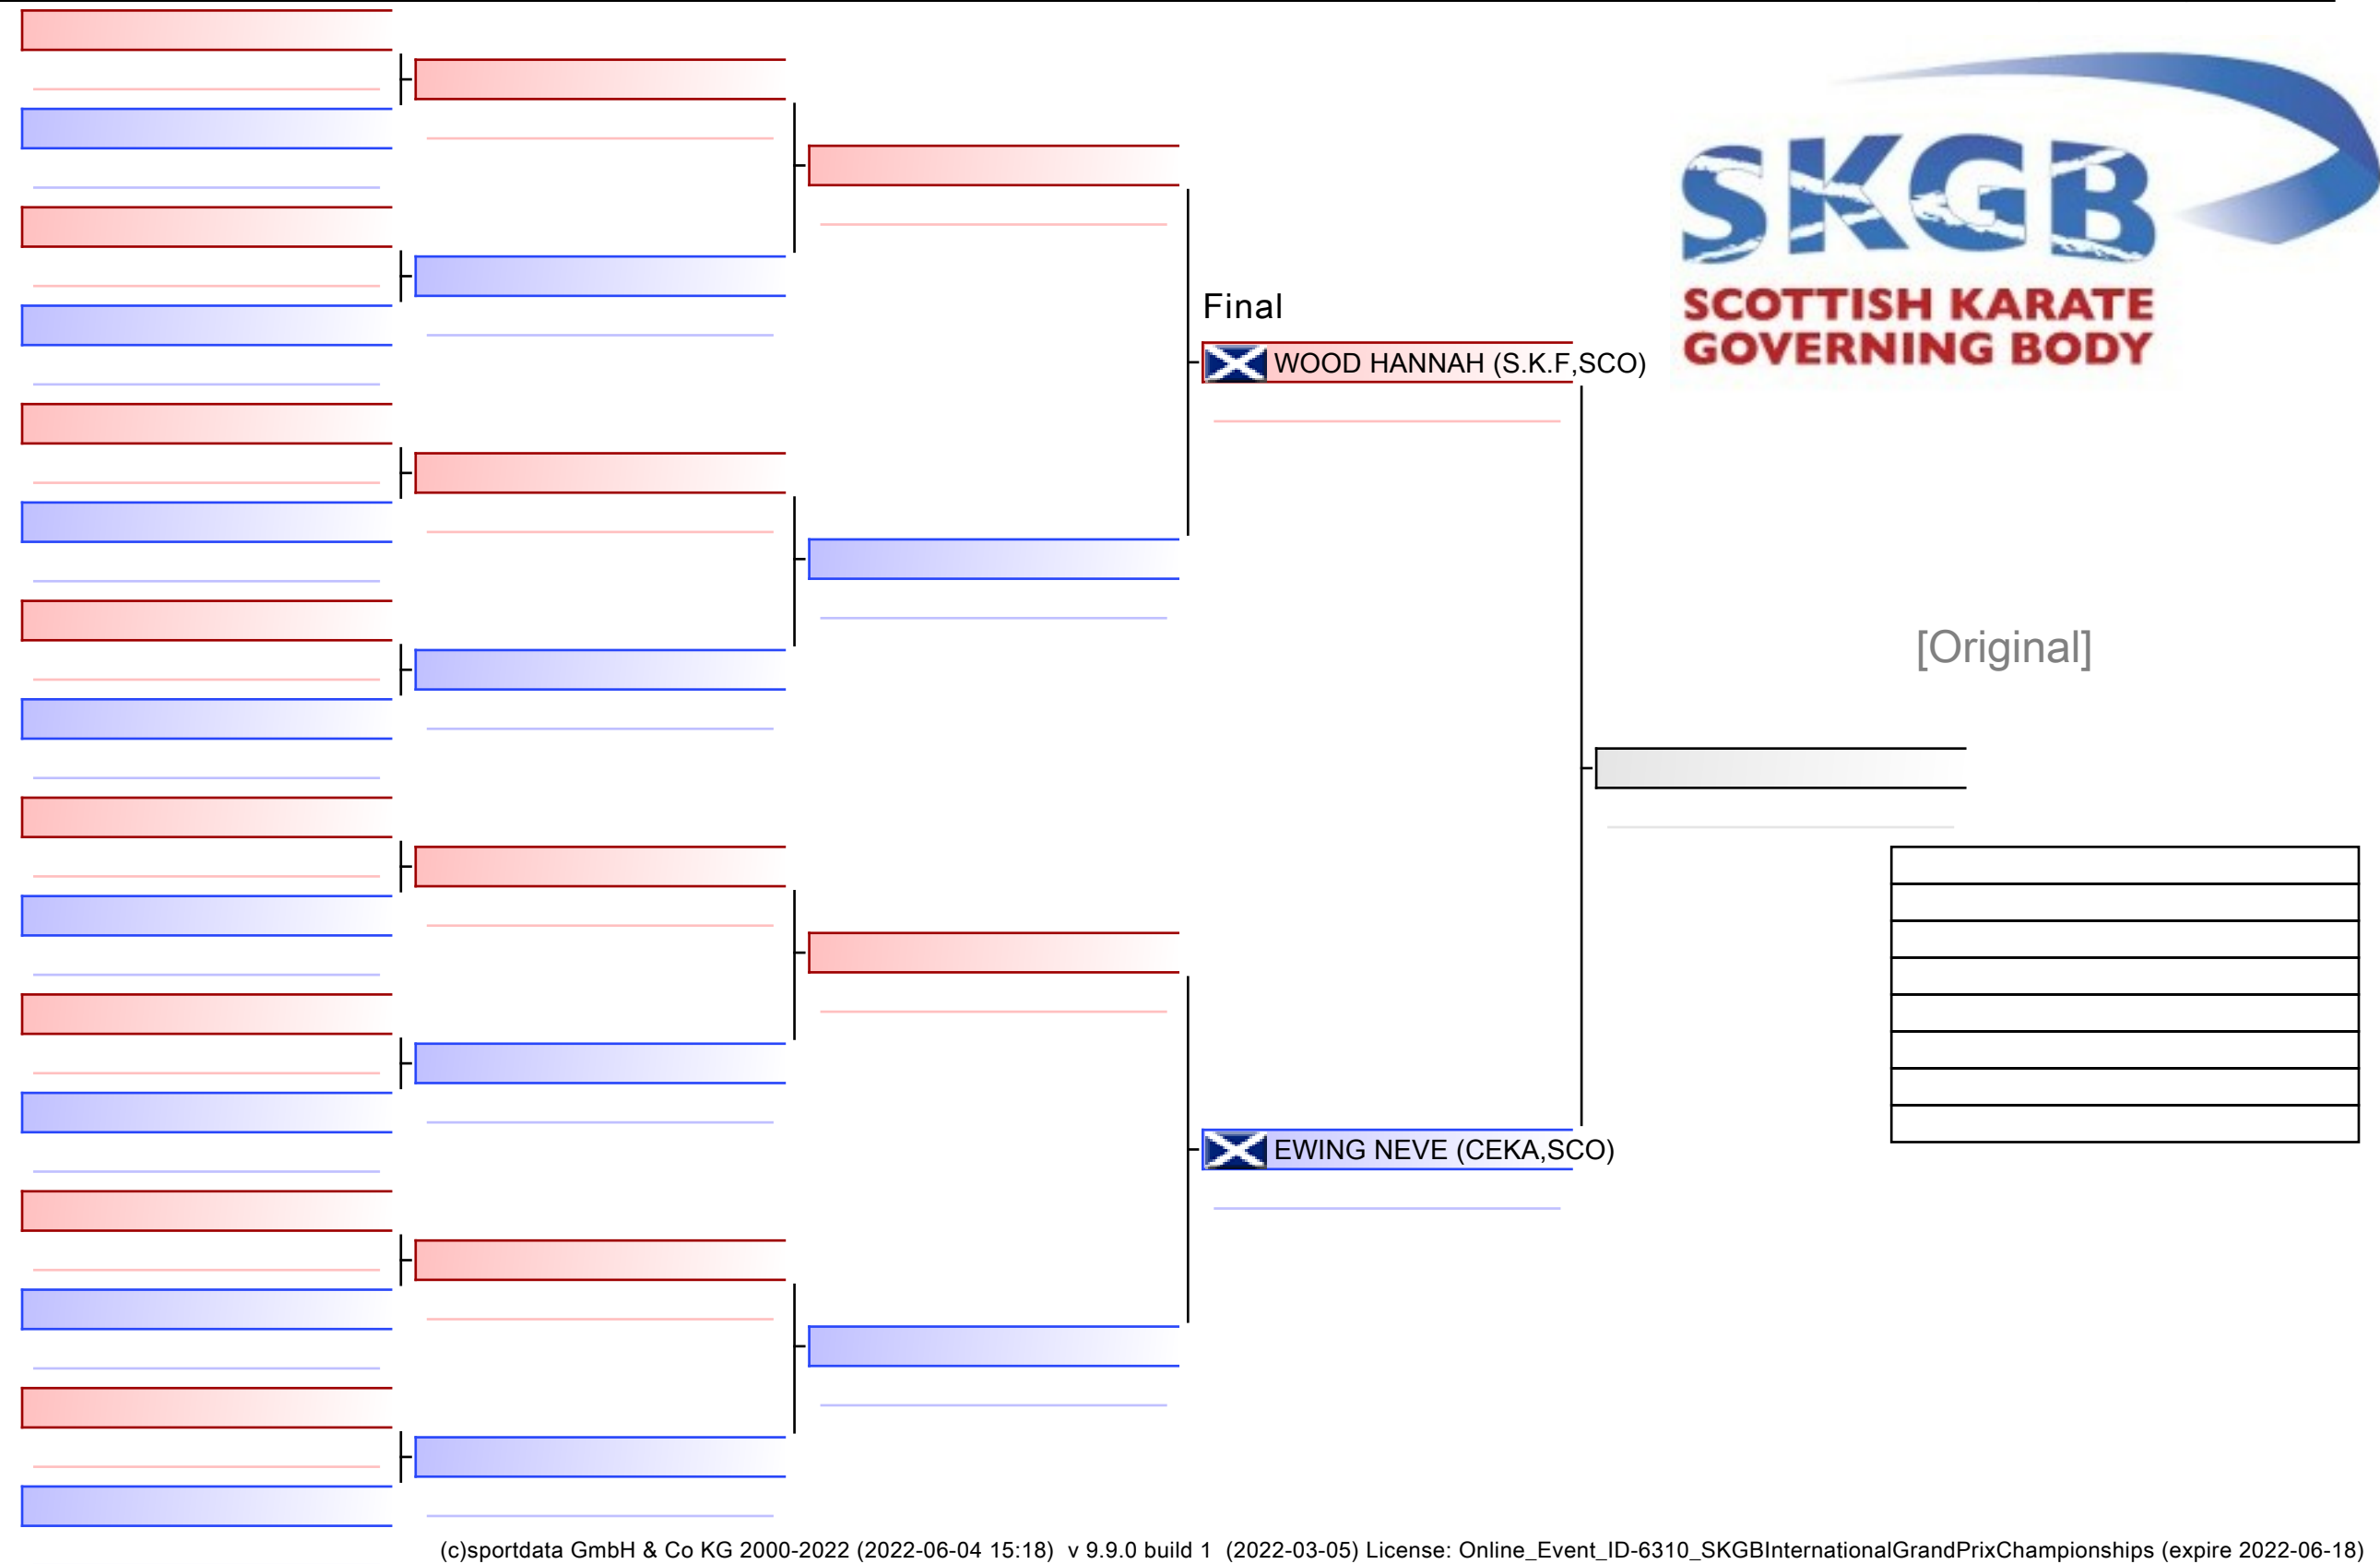 SKGB
SCOTTISH KARATE
GOVERNING BODY
Final
WOOD HANNAH (S.K.F,SCO)
[Original]
EWING NEVE (CEKA,SCO)
(c)sportdata GmbH & Co KG 2000-2022 (2022-06-04 15:18) v 9.9.0 build 1 (2022-03-05) License: Online_Event_ID-6310_SKGBInternationalGrandPrixChampionships (expire 2022-06-18)